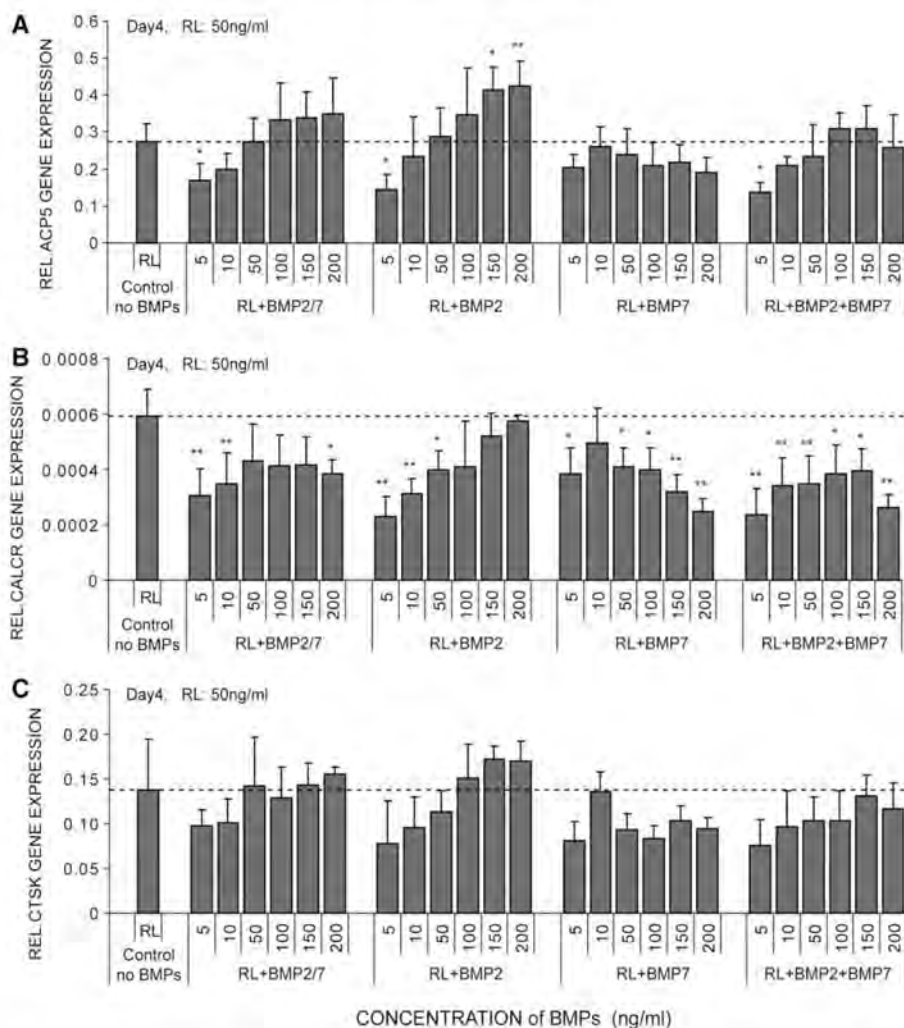 A
Day4, RL: 50ng/ml
REL. ACP5 GENE EXPRESSION
0.6
0.5
0.4
0.3
0.2
0.1
0
* * * ** *
RL 5 10 50 100 150 200 5 10 50 100 150 200 5 10 50 100 150 200 5 10 50 100 150 200
Control no BMPs RL+BMP2/7 RL+BMP2 RL+BMP7 RL+BMP2+BMP7
B
Day4, RL: 50ng/ml
REL. CALCR GENE EXPRESSION
0.0008
0.0006
0.0004
0.0002
0
** ** * ** ** * * * * ** ** ** ** ** * * **
RL 5 10 50 100 150 200 5 10 50 100 150 200 5 10 50 100 150 200 5 10 50 100 150 200
Control no BMPs RL+BMP2/7 RL+BMP2 RL+BMP7 RL+BMP2+BMP7
C
Day4, RL: 50ng/ml
REL. CTSK GENE EXPRESSION
0.25
0.20
0.15
0.10
0.05
0
RL 5 10 50 100 150 200 5 10 50 100 150 200 5 10 50 100 150 200 5 10 50 100 150 200
Control no BMPs RL+BMP2/7 RL+BMP2 RL+BMP7 RL+BMP2+BMP7
CONCENTRATION of BMPs (ng/ml)